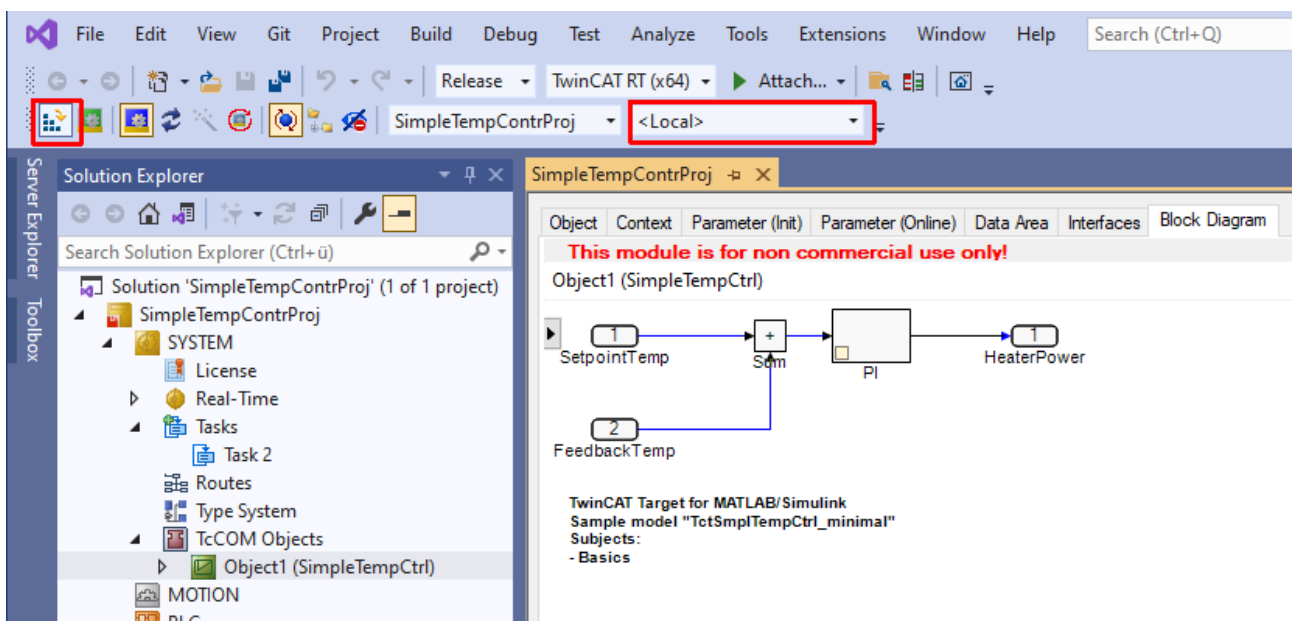 File Edit View Git Project Build Debug Test Analyze Tools Extensions Window Help Search (Ctrl+Q)
Release TwinCAT RT (x64) Attach...
SimpleTempContrProj <Local>
Server Explorer
Toolbox
Solution Explorer
Search Solution Explorer (Ctrl+ü)
Solution 'SimpleTempContrProj' (1 of 1 project)
SimpleTempContrProj
SYSTEM
License
Real-Time
Tasks
Task 2
Routes
Type System
TcCOM Objects
Object1 (SimpleTempCtrl)
MOTION
PLC
SimpleTempContrProj
Object Context Parameter (Init) Parameter (Online) Data Area Interfaces Block Diagram
This module is for non commercial use only!
Object1 (SimpleTempCtrl)
1 + 1
SetpointTemp Sum PI HeaterPower
2
FeedbackTemp
TwinCAT Target for MATLAB/Simulink
Sample model "TctSmplTempCtrl_minimal"
Subjects:
- Basics